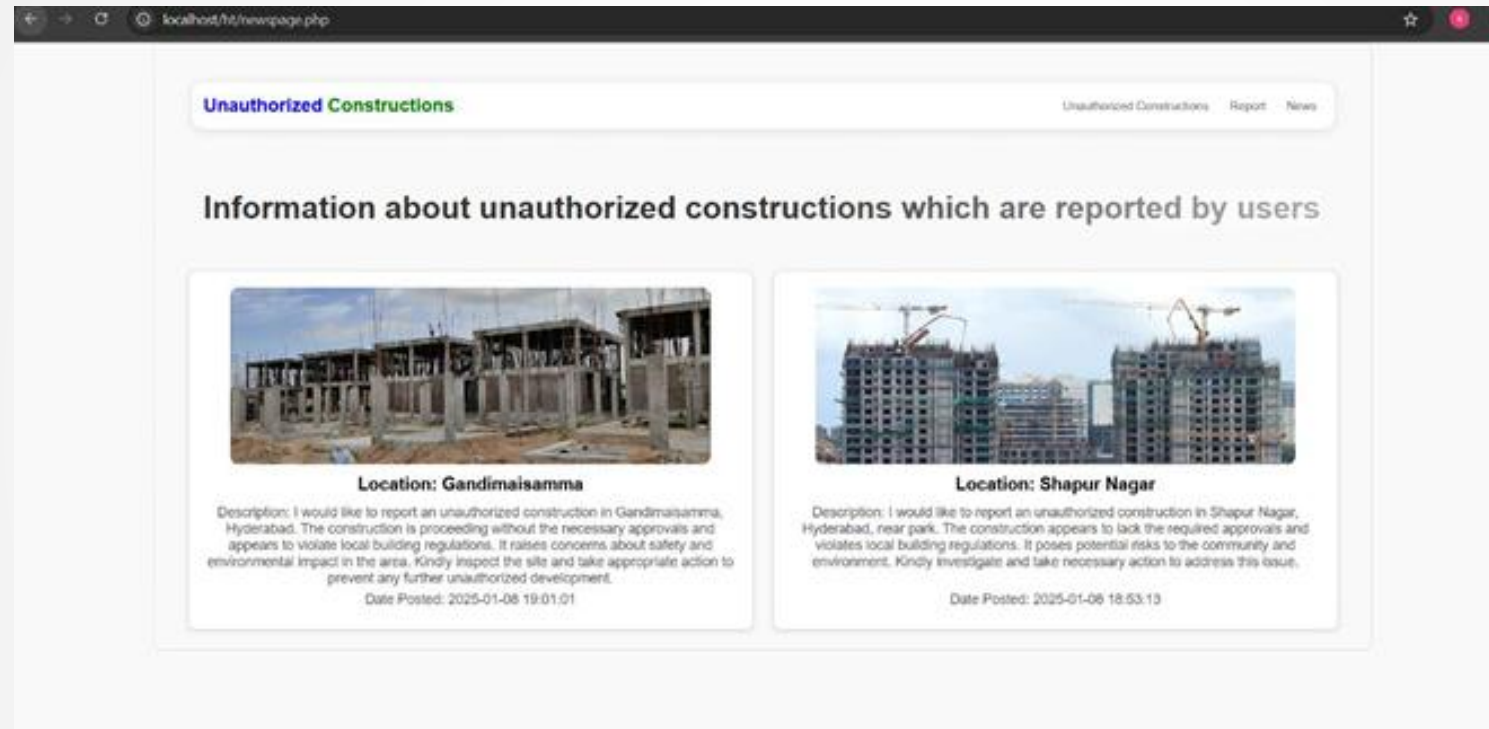 localhost/ht/newspage.php
Unauthorized Constructions
Unauthorized Constructions Report News
Information about unauthorized constructions which are reported by users
Location: Gandimaisamma
Description: I would like to report an unauthorized construction in Gandimaisamma,
Hyderabad. The construction is proceeding without the necessary approvals and
appears to violate local building regulations. It raises concerns about safety and
environmental impact in the area. Kindly inspect the site and take appropriate action to
prevent any further unauthorized development.
Date Posted: 2025-01-08 19:01:01
Location: Shapur Nagar
Description: I would like to report an unauthorized construction in Shapur Nagar,
Hyderabad, near park. The construction appears to lack the required approvals and
violates local building regulations. It poses potential risks to the community and
environment. Kindly investigate and take necessary action to address this issue.
Date Posted: 2025-01-08 18:53:13